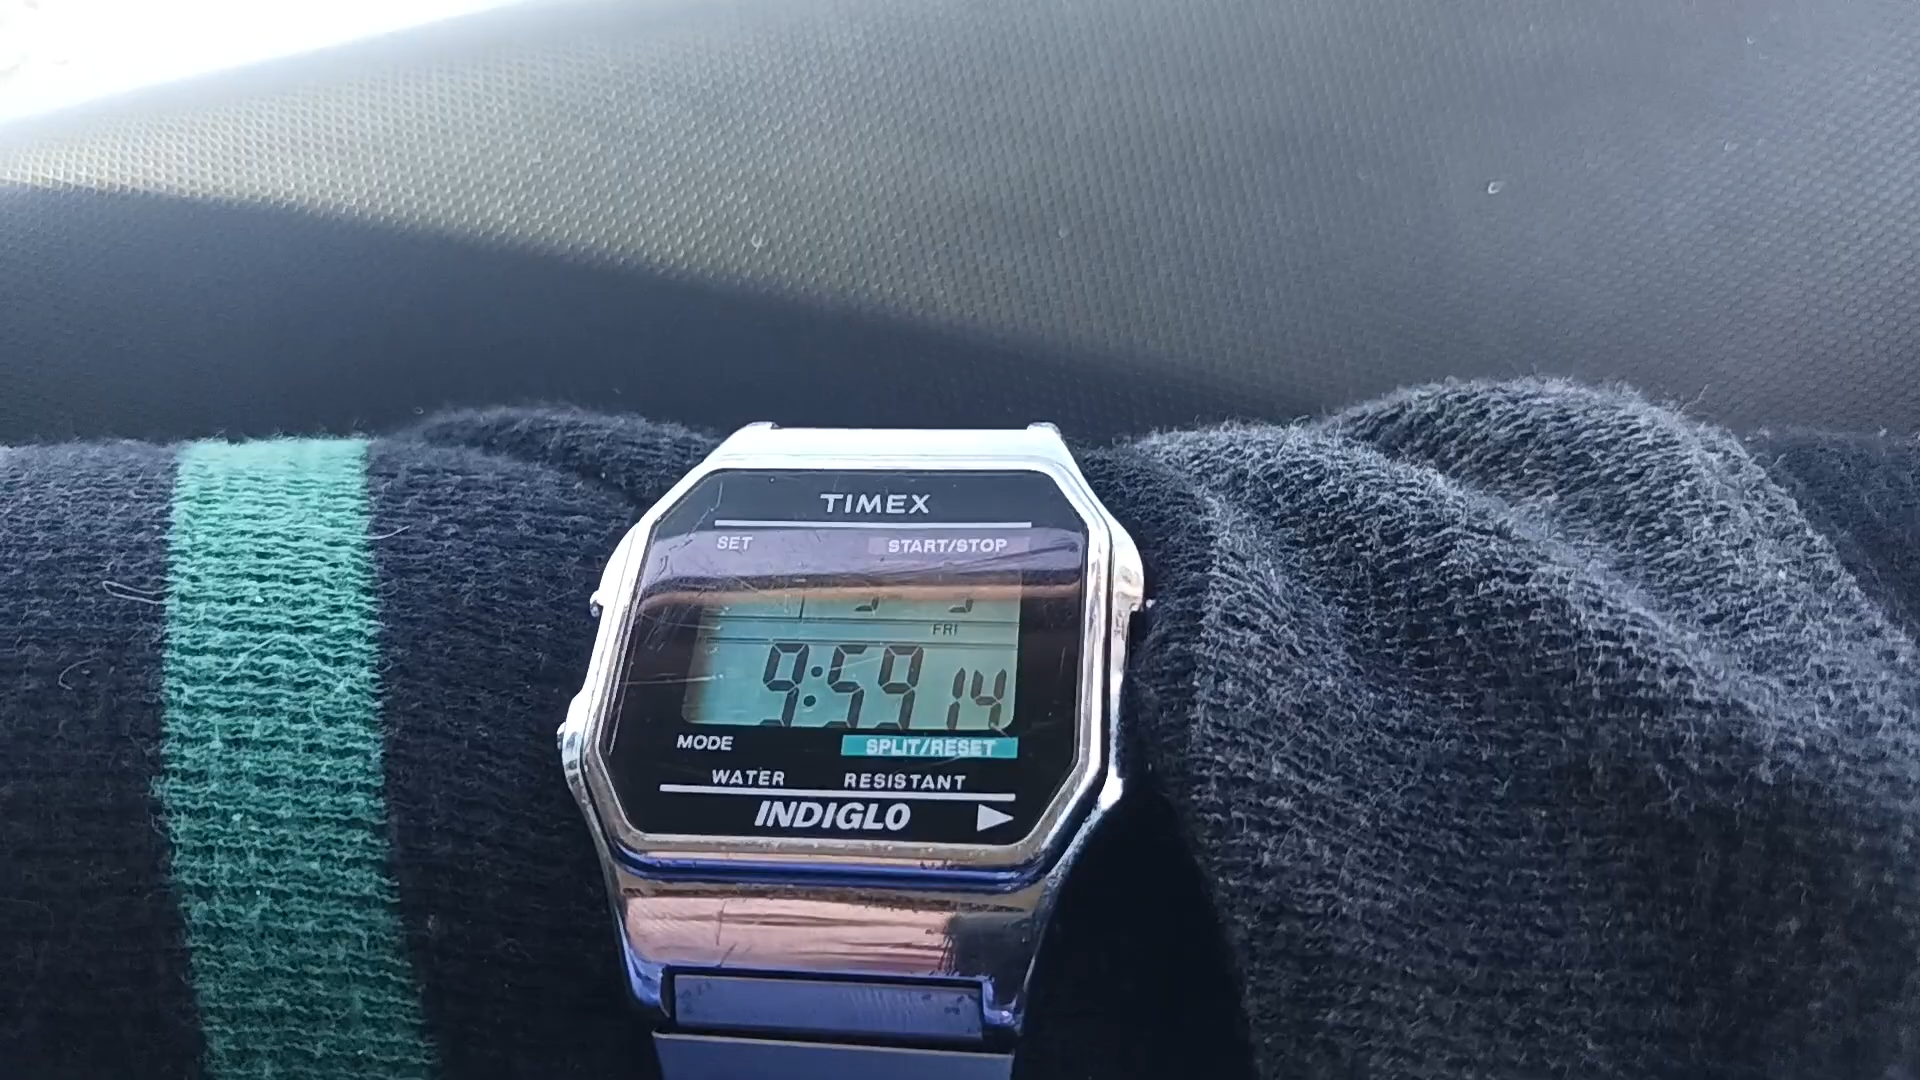 TIMEX
SET START/STOP
FRI
9:59 14
MODE SPLIT/RESET
WATER RESISTANT
INDIGLO